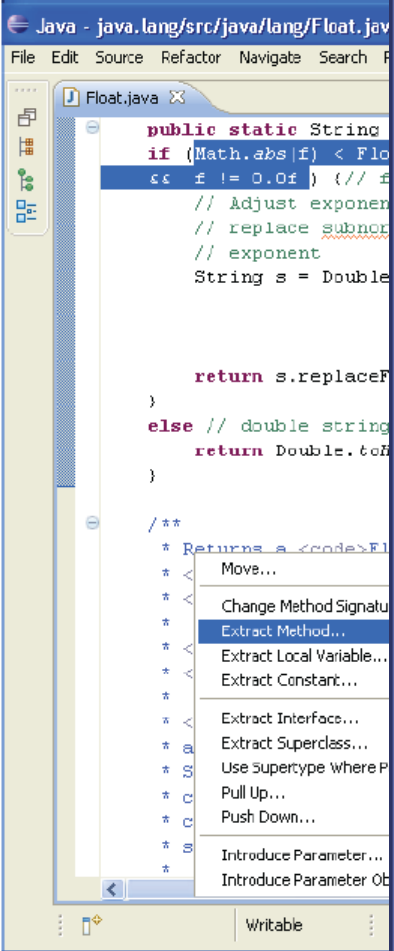 Java - java.lang/src/java/lang/Float.jav
File Edit Source Refactor Navigate Search
Float.java
public static String
if (Math.abs(f) < Flo
&& f != 0.0f ) {// f
// Adjust exponen
// replace subnor
// exponent
String s = Double
return s.replaceF
}
else // double string
return Double.toH
}
/**
* Returns a <code>Fl
* <
* <
*
* <
* <
*
* <
* a
* S
* c
* c
* s
*
Move...
Change Method Signatu
Extract Method...
Extract Local Variable...
Extract Constant...
Extract Interface...
Extract Superclass...
Use Supertype Where P
Pull Up...
Push Down...
Introduce Parameter...
Introduce Parameter Ob
Writable